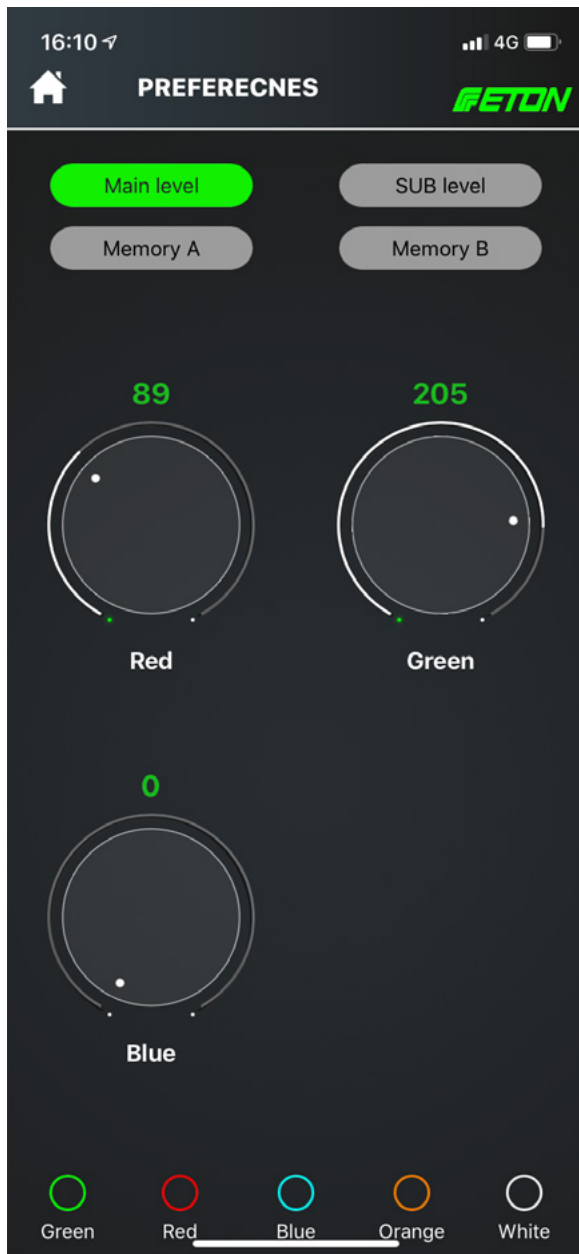 16:10 4G
PREFERECNES ETON
Main level SUB level
Memory A Memory B
89 205
Red Green
0
Blue
Green Red Blue Orange White